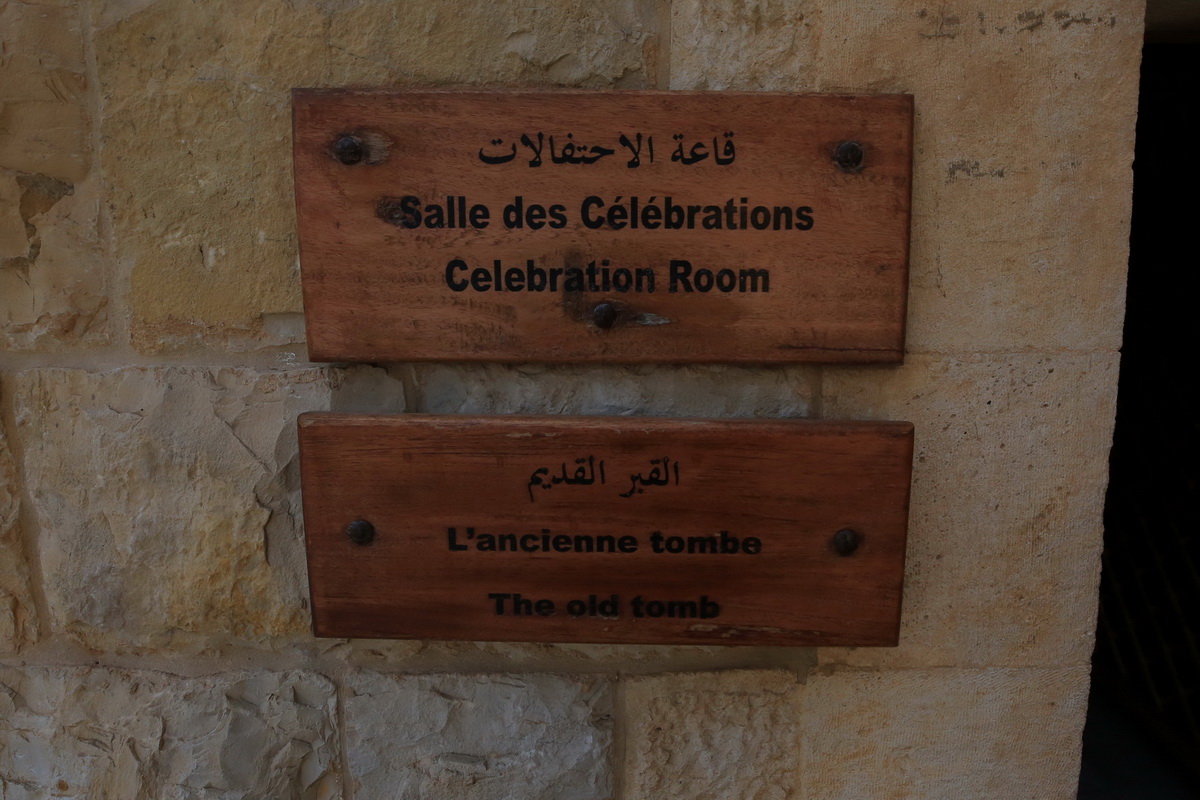 قاعة الاحتفالات
Salle des Célébrations
Celebration Room
القبر القديم
L'ancienne tombe
The old tomb